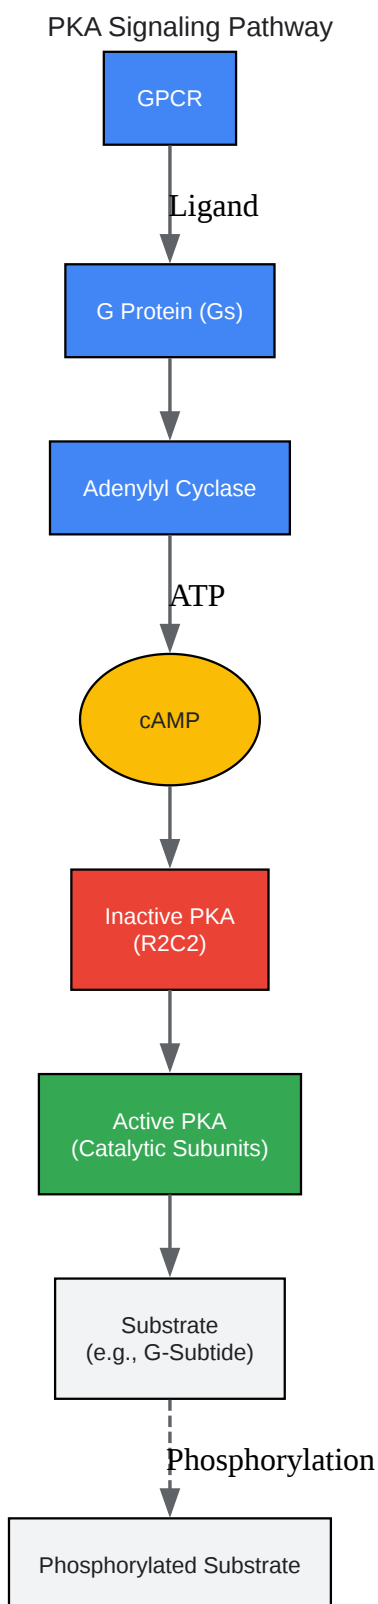 PKA Signaling Pathway
GPCR
Ligand
G Protein (Gs)
Adenylyl Cyclase
ATP
cAMP
Inactive PKA
(R2C2)
Active PKA
(Catalytic Subunits)
Substrate
(e.g., G-Subtide)
Phosphorylation
Phosphorylated Substrate